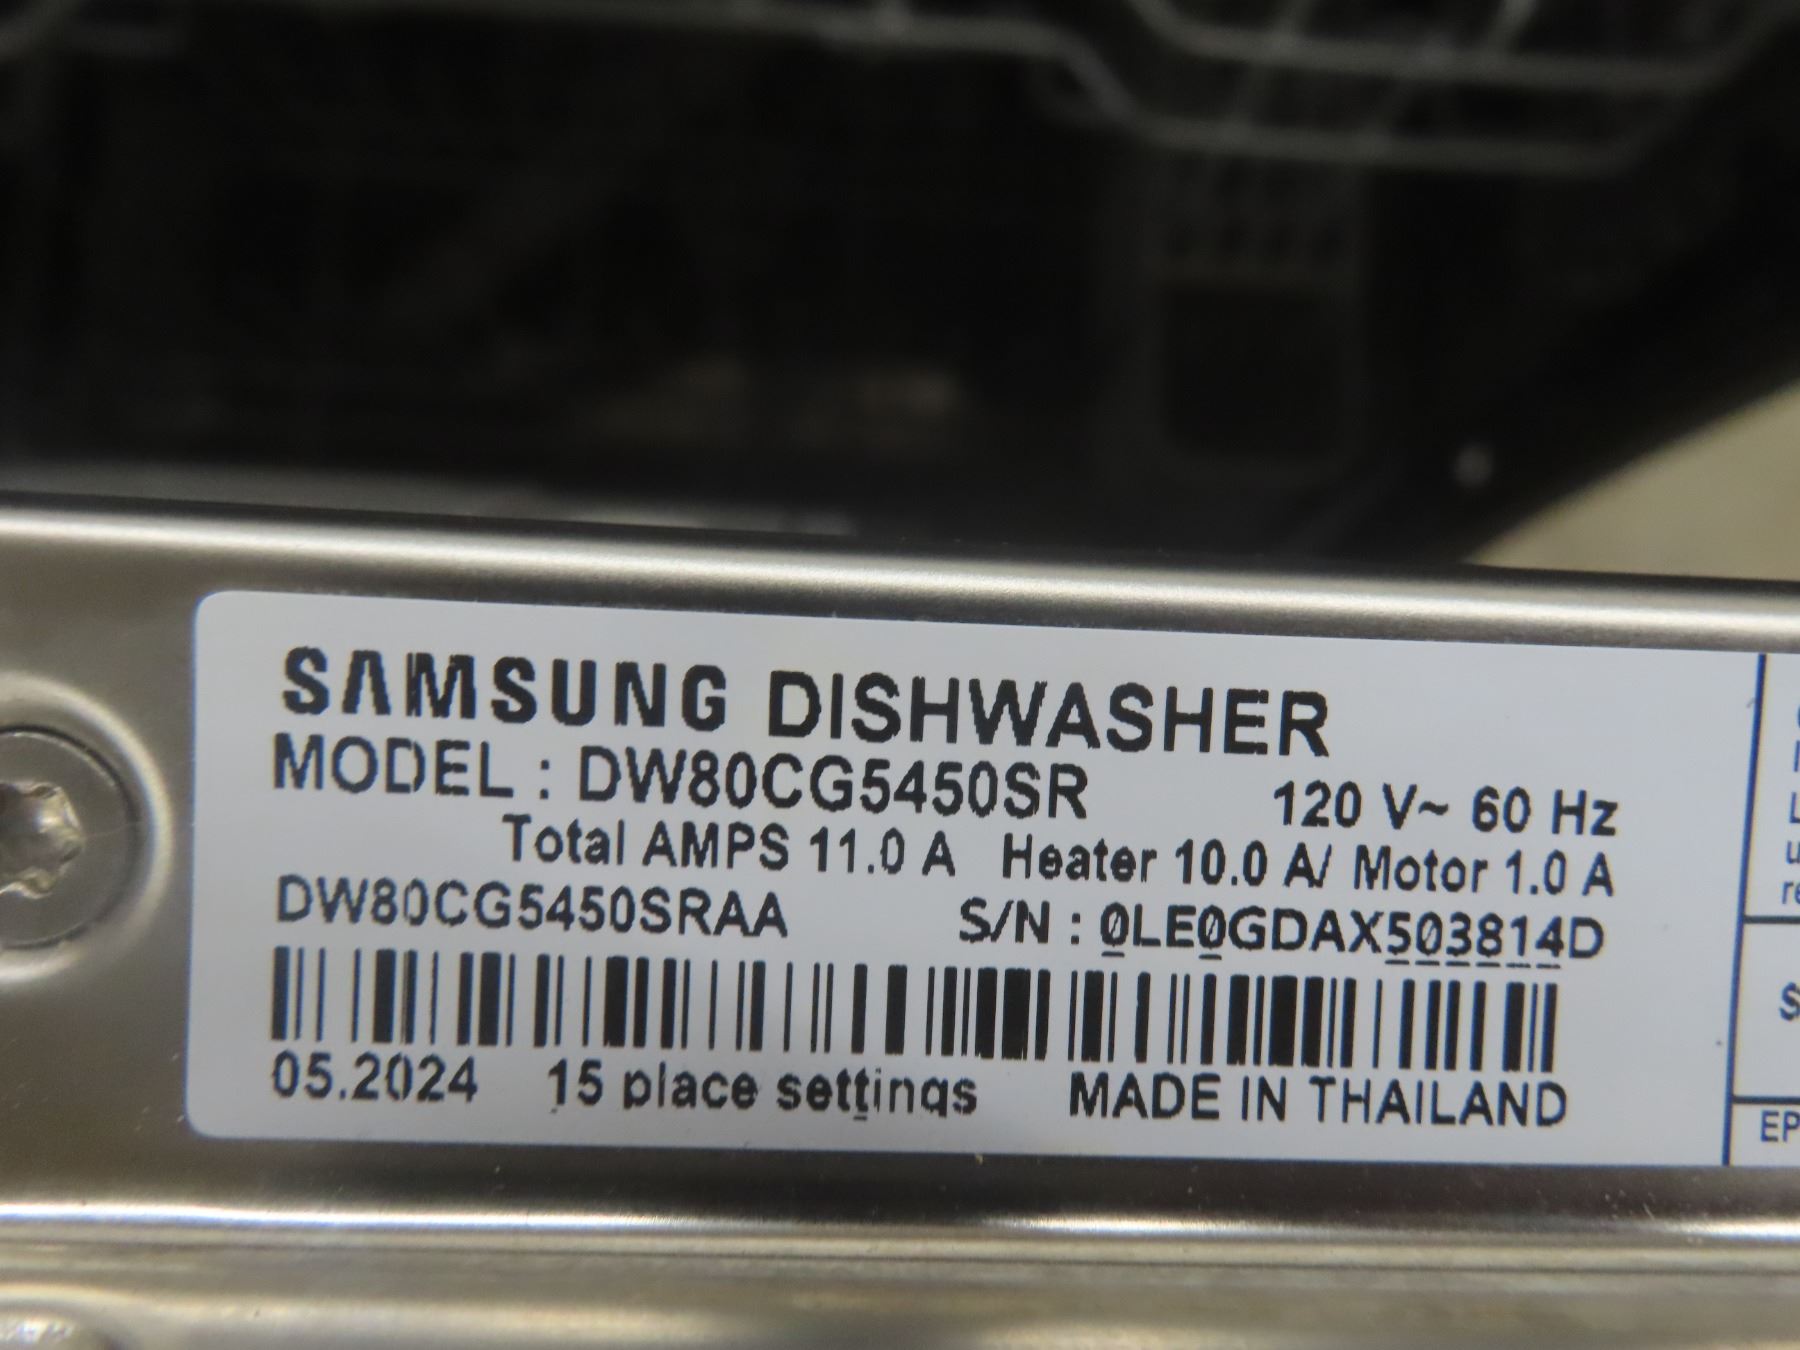 SAMSUNG DISHWASHER
MODEL : DW80CG5450SR 120 V~ 60 Hz
Total AMPS 11.0 A Heater 10.0 A/ Motor 1.0 A
DW80CG5450SRAA S/N : 0LE0GDAX503814D
05.2024 15 place settings MADE IN THAILAND
EP